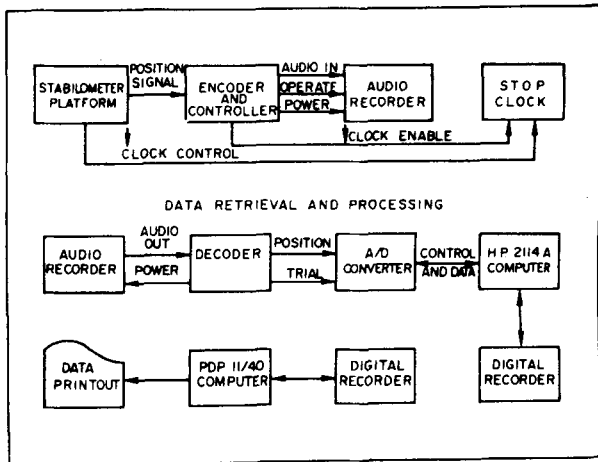 POSITION
SIGNAL
AUDIO IN
OPERATE
POWER
STABILOMETER
PLATFORM
ENCODER
AND
CONTROLLER
AUDIO
RECORDER
STOP
CLOCK
CLOCK ENABLE
CLOCK CONTROL
DATA RETRIEVAL AND PROCESSING
AUDIO
RECORDER
AUDIO
OUT
POWER
DECODER
POSITION
TRIAL
A/D
CONVERTER
CONTROL
AND DATA
HP 2114A
COMPUTER
DATA
PRINTOUT
PDP 11/40
COMPUTER
DIGITAL
RECORDER
DIGITAL
RECORDER